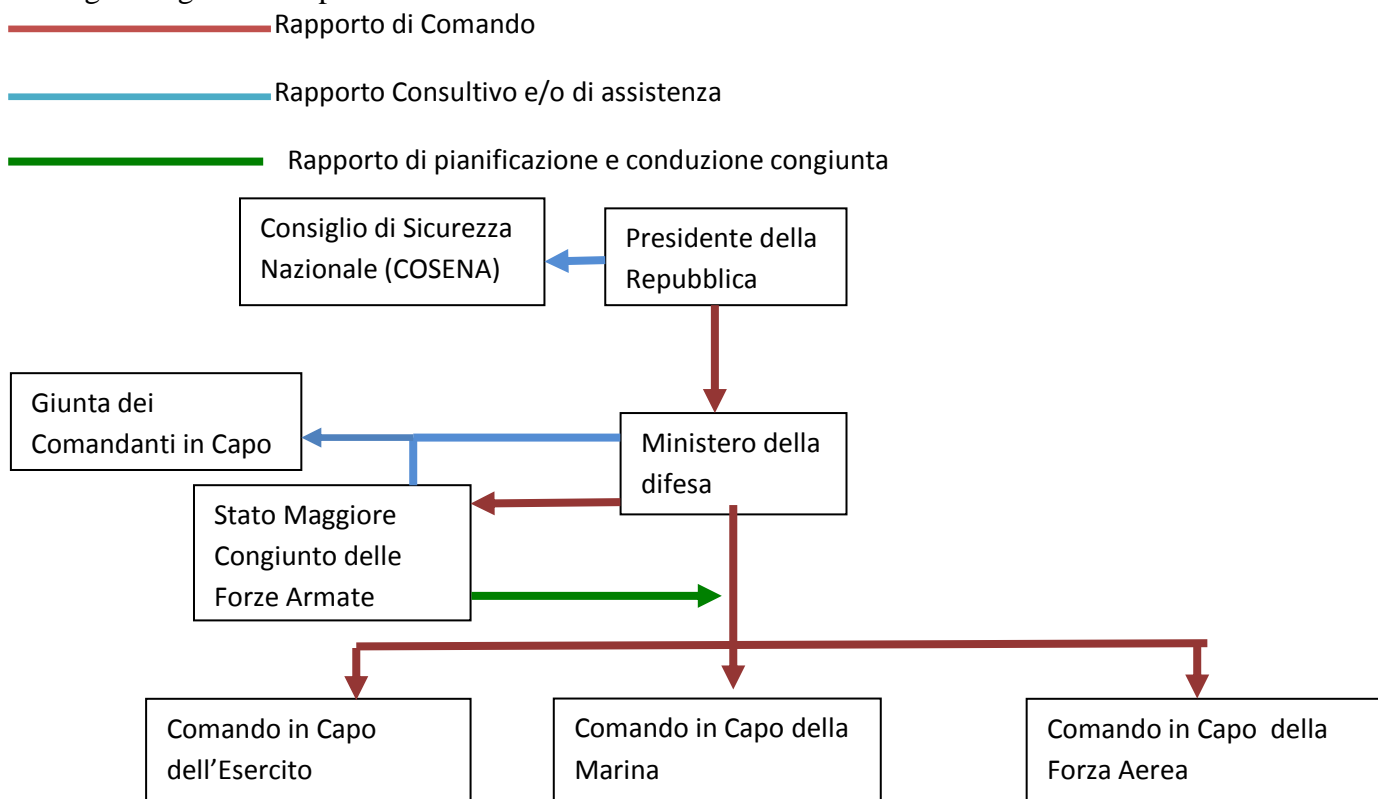 Rapporto di Comando
Rapporto Consultivo e/o di assistenza
Rapporto di pianificazione e conduzione congiunta
Consiglio di Sicurezza
Nazionale (COSENA)
Presidente della
Repubblica
Giunta dei
Comandanti in Capo
Ministero della
difesa
Stato Maggiore
Congiunto delle
Forze Armate
Comando in Capo
dell’Esercito
Comando in Capo della
Marina
Comando in Capo  della
Forza Aerea